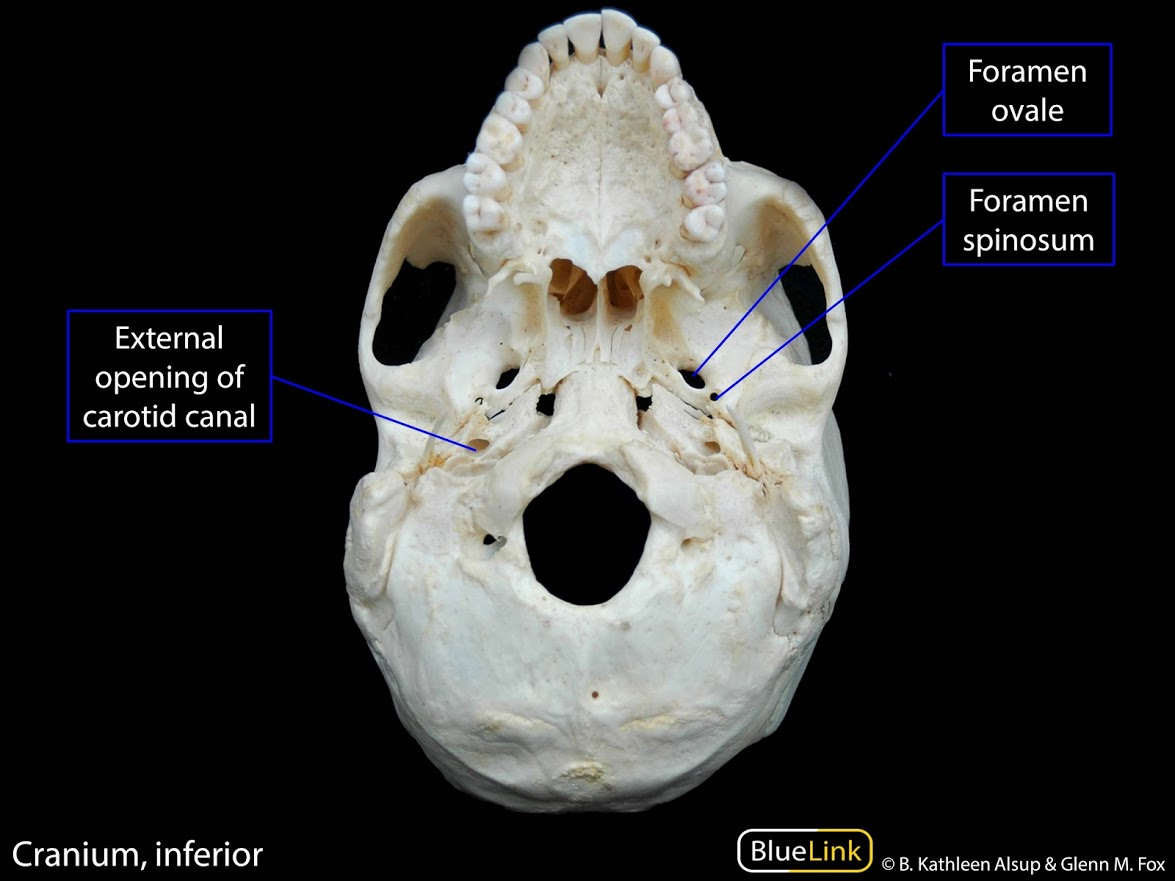 Foramen
ovale
Foramen
spinosum
External
opening of
carotid canal
Cranium, inferior
BlueLink
© B. Kathleen Alsup & Glenn M. Fox